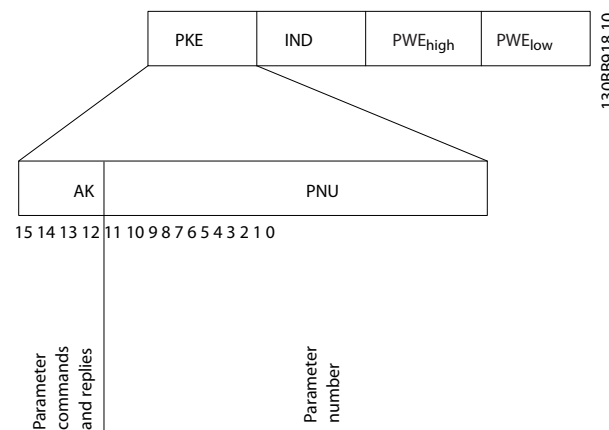 PKE IND PWEhigh PWElow
130BB918.10
AK PNU
15 14 13 12 11 10 9 8 7 6 5 4 3 2 1 0
Parameter
commands
and replies
Parameter
number